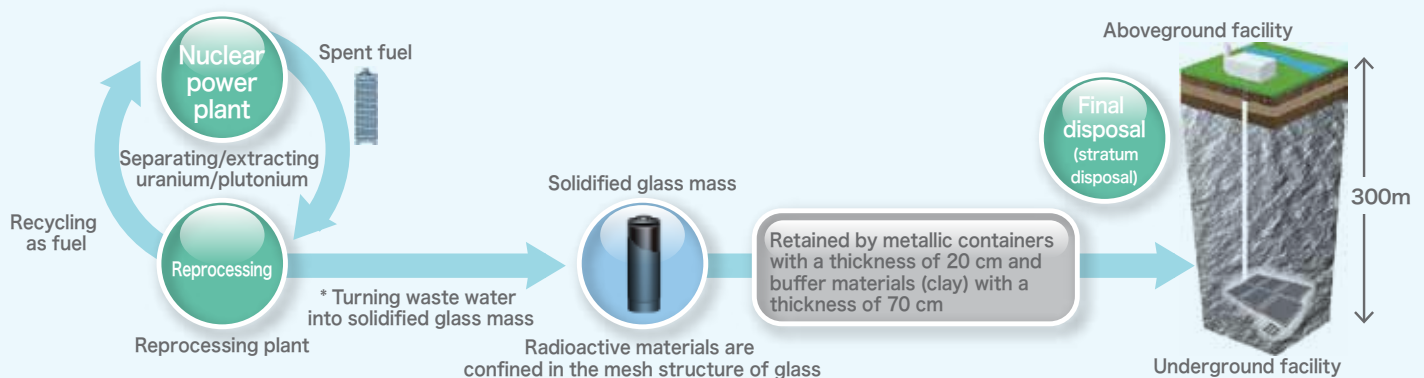 Nuclear
power
plant
Spent fuel
Separating/extracting
uranium/plutonium
Recycling
as fuel
Reprocessing
Reprocessing plant
* Turning waste water
into solidified glass mass
Solidified glass mass
Radioactive materials are
confined in the mesh structure of glass
Retained by metallic containers
with a thickness of 20 cm and
buffer materials (clay) with a
thickness of 70 cm
Final
disposal
(stratum
disposal)
Aboveground facility
300m
Underground facility